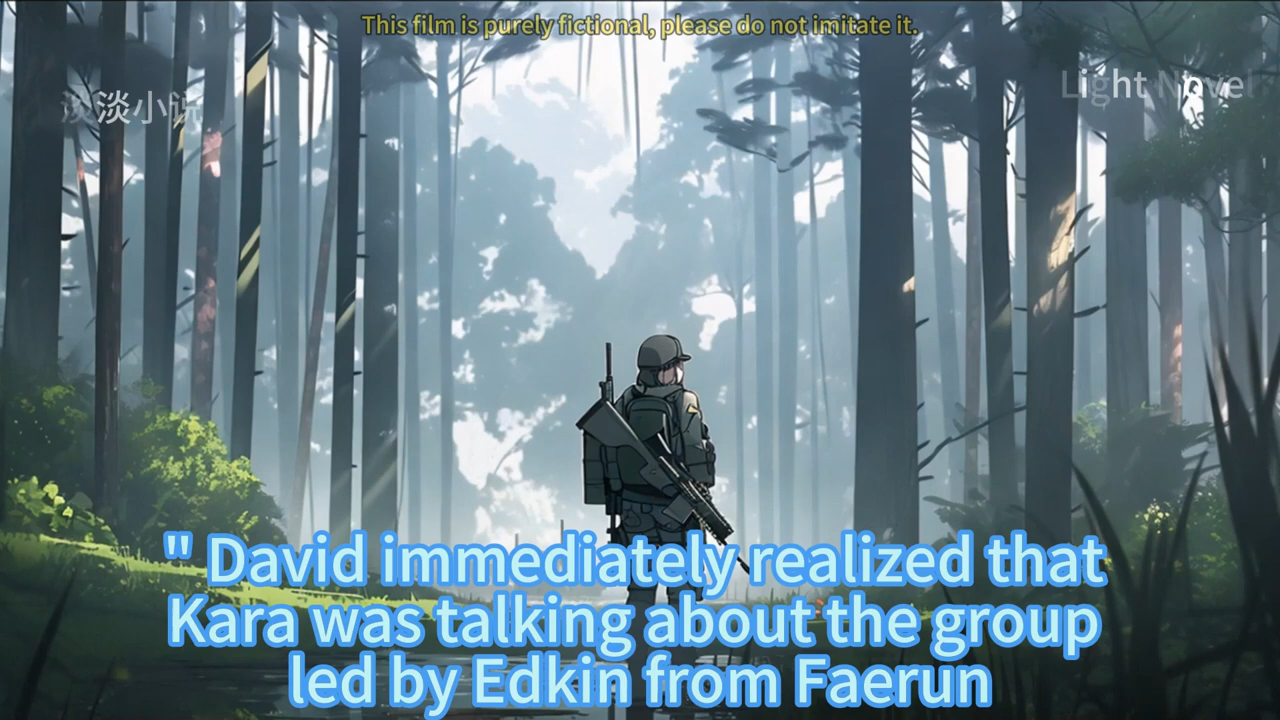 This film is purely fictional, please do not imitate it.
Light Novel
淡淡小说
" David immediately realized that
Kara was talking about the group
led by Edkin from Faerun